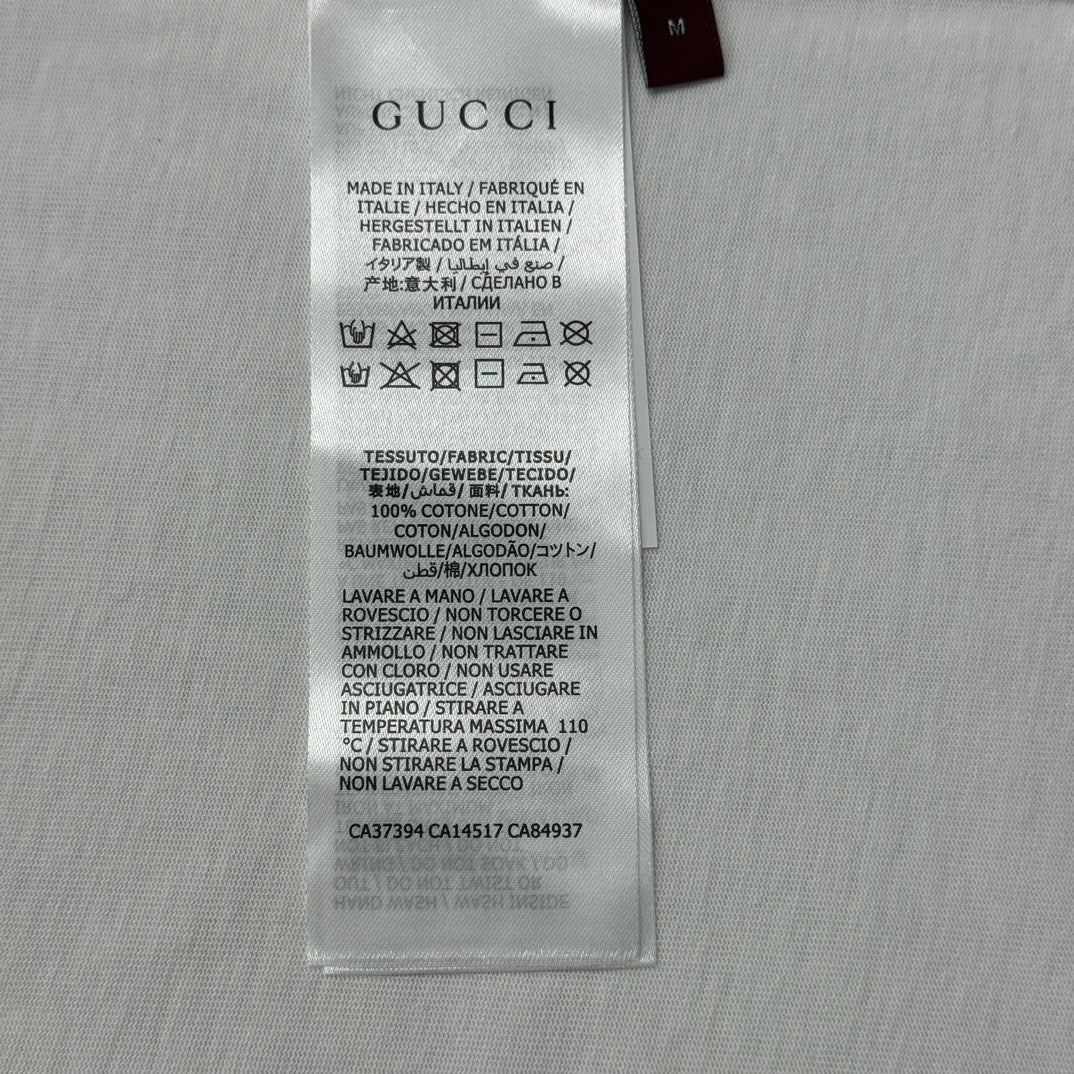 M
GUCCI
MADE IN ITALY / FABRIQUÉ EN
ITALIE / HECHO EN ITALIA /
HERGESTELLT IN ITALIEN /
FABRICADO EM ITÁLIA /
イタリア製 / صنع في إيطاليا /
产地:意大利 / СДЕЛАНО В
ИТАЛИИ
TESSUTO/FABRIC/TISSU/
TEJIDO/GEWEBE/TECIDO/
表地/قماش/ 面料/ ТКАНЬ:
100% COTONE/COTTON/
COTON/ALGODON/
BAUMWOLLE/ALGODÃO/コットン/
قطن/棉/ХЛОПОК
LAVARE A MANO / LAVARE A
ROVESCIO / NON TORCERE O
STRIZZARE / NON LASCIARE IN
AMMOLLO / NON TRATTARE
CON CLORO / NON USARE
ASCIUGATRICE / ASCIUGARE
IN PIANO / STIRARE A
TEMPERATURA MASSIMA 110
°C / STIRARE A ROVESCIO /
NON STIRARE LA STAMPA /
NON LAVARE A SECCO
CA37394 CA14517 CA84937